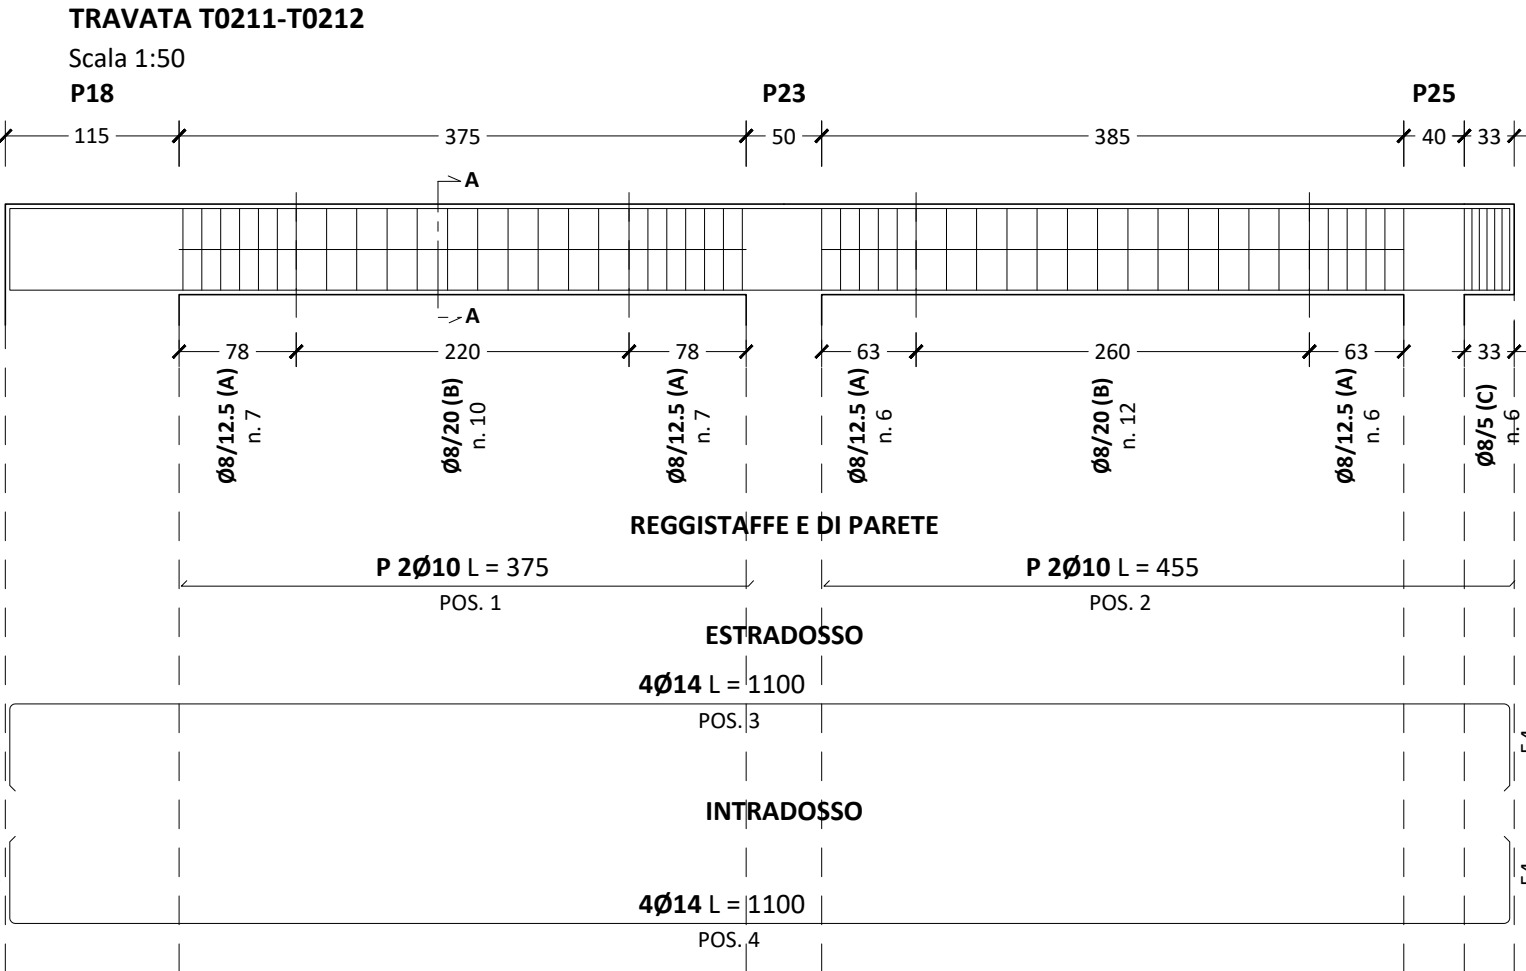 TRAVATA T0211-T0212
Scala 1:50
P18 P23 P25
115 375 50 385 40 33
A
A
78 220 78 63 260 63 33
Ø8/12.5 (A)
n. 7
Ø8/20 (B)
n. 10
Ø8/12.5 (A)
n. 7
Ø8/12.5 (A)
n. 6
Ø8/20 (B)
n. 12
Ø8/12.5 (A)
n. 6
Ø8/5 (C)
n. 6
REGGISTAFFE E DI PARETE
P 2Ø10 L = 375 P 2Ø10 L = 455
POS. 1 POS. 2
ESTRADOSSO
4Ø14 L = 1100
POS. 3
INTRADOSSO
4Ø14 L = 1100
POS. 4